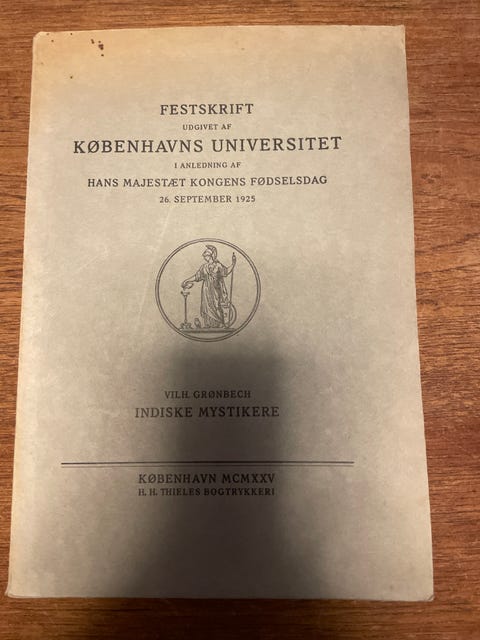 FESTSKRIFT
UDGIVET AF
KØBENHAVNS UNIVERSITET
I ANLEDNING AF
HANS MAJESTÆT KONGENS FØDSELSDAG
26. SEPTEMBER 1925
VILH. GRØNBECH
INDISKE MYSTIKERE
KØBENHAVN MCMXXV
H. H. THIELES BOGTRYKKERI